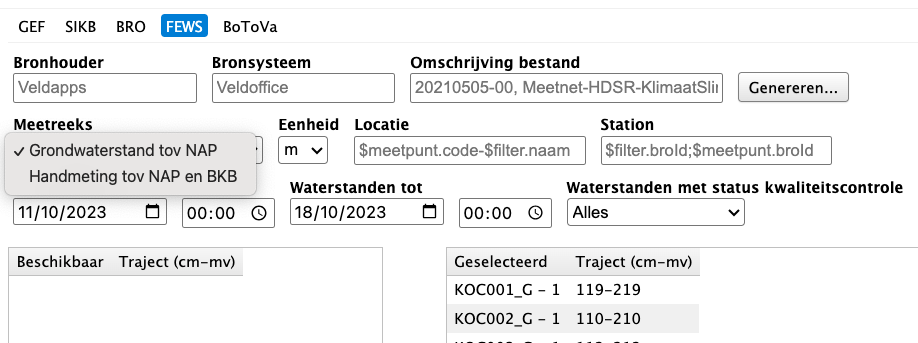 GEF SIKB BRO FEWS BoToVa
Bronhouder Bronsysteem Omschrijving bestand
Veldapps Veldoffice 20210505-00, Meetnet-HDSR-KlimaatSlir Genereren...
Meetreeks Eenheid Locatie Station
✓ Grondwaterstand tov NAP m $meetpunt.code-$filter.naam $filter.broId;$meetpunt.broId
Handmeting tov NAP en BKB
Waterstanden tot Waterstanden met status kwaliteitscontrole
11/10/2023 00:00 18/10/2023 00:00 Alles
Beschikbaar Traject (cm-mv) Geselecteerd Traject (cm-mv)
KOC001_G - 1 119-219
KOC002_G - 1 110-210